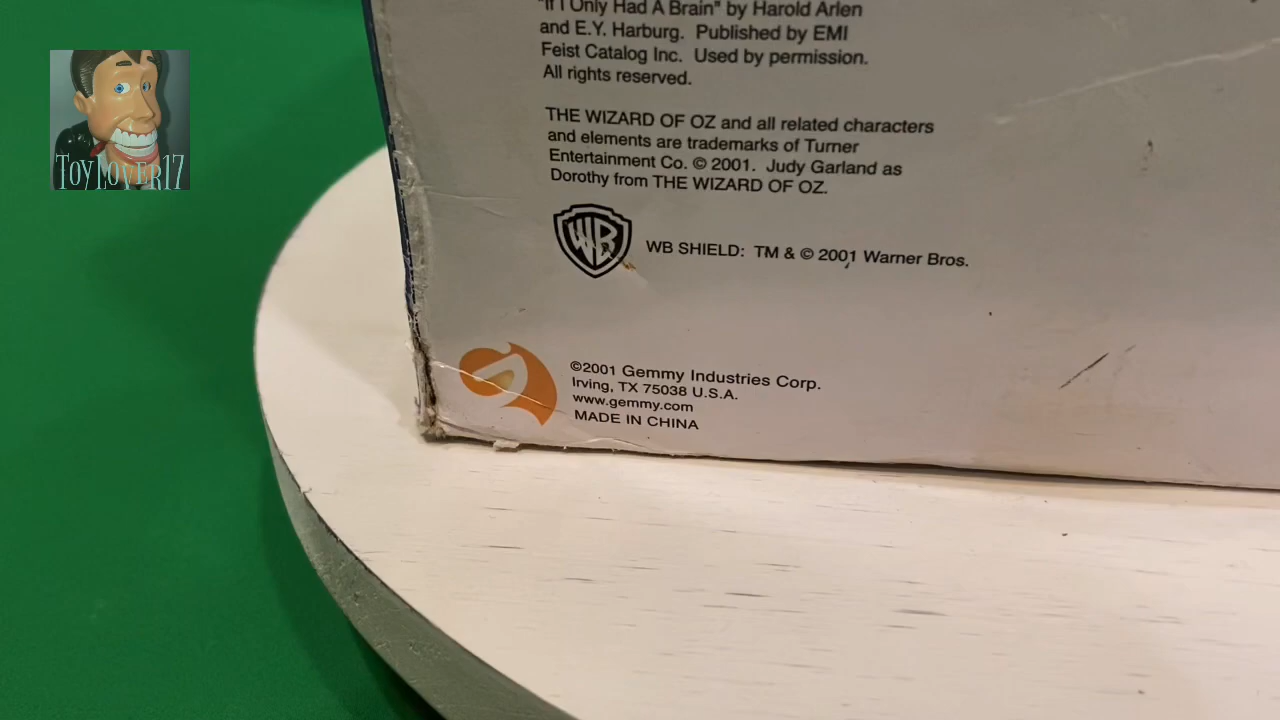 "If I Only Had A Brain" by Harold Arlen
and E.Y. Harburg. Published by EMI
Feist Catalog Inc. Used by permission.
All rights reserved.
THE WIZARD OF OZ and all related characters
and elements are trademarks of Turner
Entertainment Co. © 2001. Judy Garland as
Dorothy from THE WIZARD OF OZ.
WB
WB SHIELD: TM & © 2001 Warner Bros.
©2001 Gemmy Industries Corp.
Irving, TX 75038 U.S.A.
www.gemmy.com
MADE IN CHINA
ToyLover17